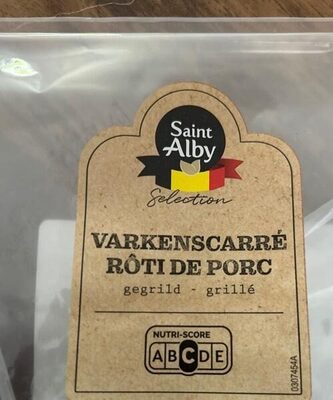 Saint
Alby
Selection
VARKENSCARRÉ
RÔTI DE PORC
gegrild - grillé
NUTRI-SCORE
A B C D E
0307454A